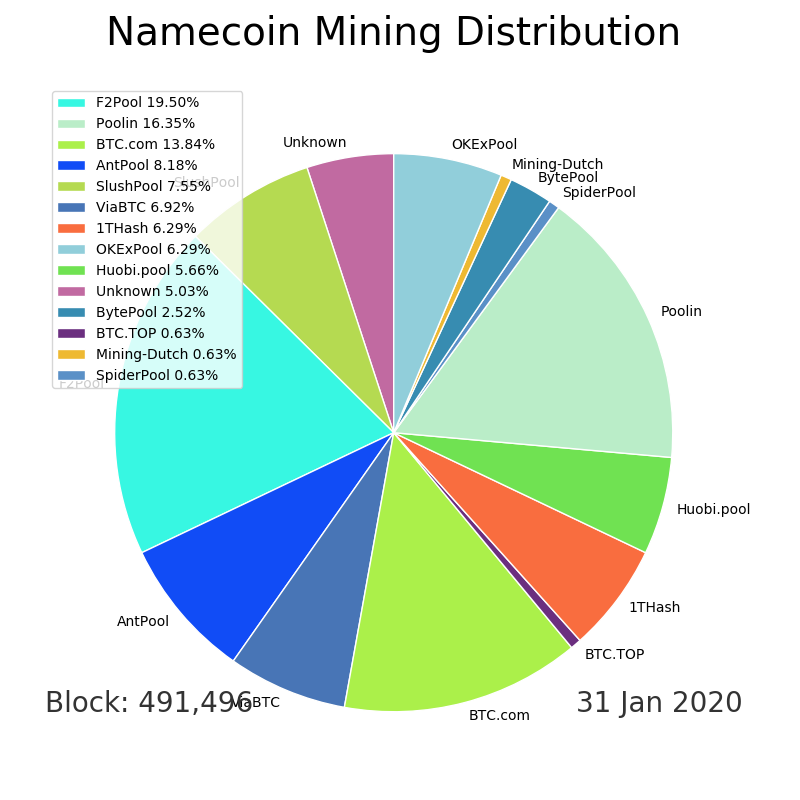 Namecoin Mining Distribution
F2Pool 19.50%
Poolin 16.35%
BTC.com 13.84%
AntPool 8.18%
SlushPool 7.55%
ViaBTC 6.92%
1THash 6.29%
OKExPool 6.29%
Huobi.pool 5.66%
Unknown 5.03%
BytePool 2.52%
BTC.TOP 0.63%
Mining-Dutch 0.63%
SpiderPool 0.63%
Unknown
OKExPool
Mining-Dutch
BytePool
SpiderPool
SlushPool
Poolin
F2Pool
Huobi.pool
1THash
AntPool
BTC.TOP
ViaBTC
BTC.com
Block: 491,496
31 Jan 2020